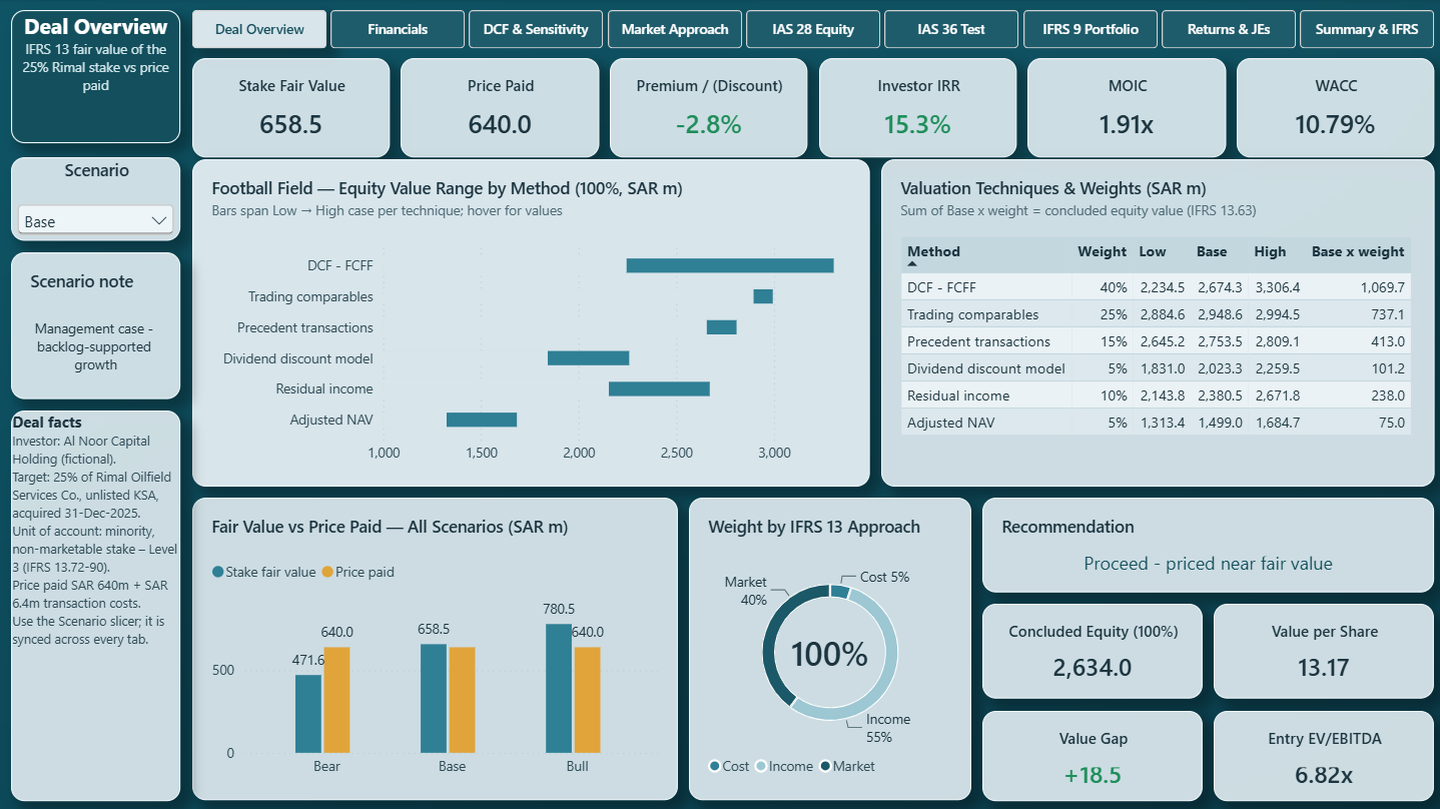 Deal Overview
IFRS 13 fair value of the
25% Rimal stake vs price
paid
Deal Overview
Financials
DCF & Sensitivity
Market Approach
IAS 28 Equity
IAS 36 Test
IFRS 9 Portfolio
Returns & JEs
Summary & IFRS
Stake Fair Value
658.5
Price Paid
640.0
Premium / (Discount)
-2.8%
Investor IRR
15.3%
MOIC
1.91x
WACC
10.79%
Scenario
Base
Scenario note
Management case -
backlog-supported
growth
Deal facts
Investor: Al Noor Capital
Holding (fictional).
Target: 25% of Rimal Oilfield
Services Co., unlisted KSA,
acquired 31-Dec-2025.
Unit of account: minority,
non-marketable stake – Level
3 (IFRS 13.72-90).
Price paid SAR 640m + SAR
6.4m transaction costs.
Use the Scenario slicer; it is
synced across every tab.
Football Field — Equity Value Range by Method (100%, SAR m)
Bars span Low → High case per technique; hover for values
DCF - FCFF
Trading comparables
Precedent transactions
Dividend discount model
Residual income
Adjusted NAV
1,000 1,500 2,000 2,500 3,000
Valuation Techniques & Weights (SAR m)
Sum of Base x weight = concluded equity value (IFRS 13.63)
Method Weight Low Base High Base x weight
DCF - FCFF 40% 2,234.5 2,674.3 3,306.4 1,069.7
Trading comparables 25% 2,884.6 2,948.6 2,994.5 737.1
Precedent transactions 15% 2,645.2 2,753.5 2,809.1 413.0
Dividend discount model 5% 1,831.0 2,023.3 2,259.5 101.2
Residual income 10% 2,143.8 2,380.5 2,671.8 238.0
Adjusted NAV 5% 1,313.4 1,499.0 1,684.7 75.0
Fair Value vs Price Paid — All Scenarios (SAR m)
Stake fair value Price paid
780.5
640.0 658.5 640.0
471.6
500
0
Bear Base Bull
Weight by IFRS 13 Approach
Cost 5%
Market
40%
100%
Income
55%
Cost Income Market
Recommendation
Proceed - priced near fair value
Concluded Equity (100%)
2,634.0
Value per Share
13.17
Value Gap
+18.5
Entry EV/EBITDA
6.82x